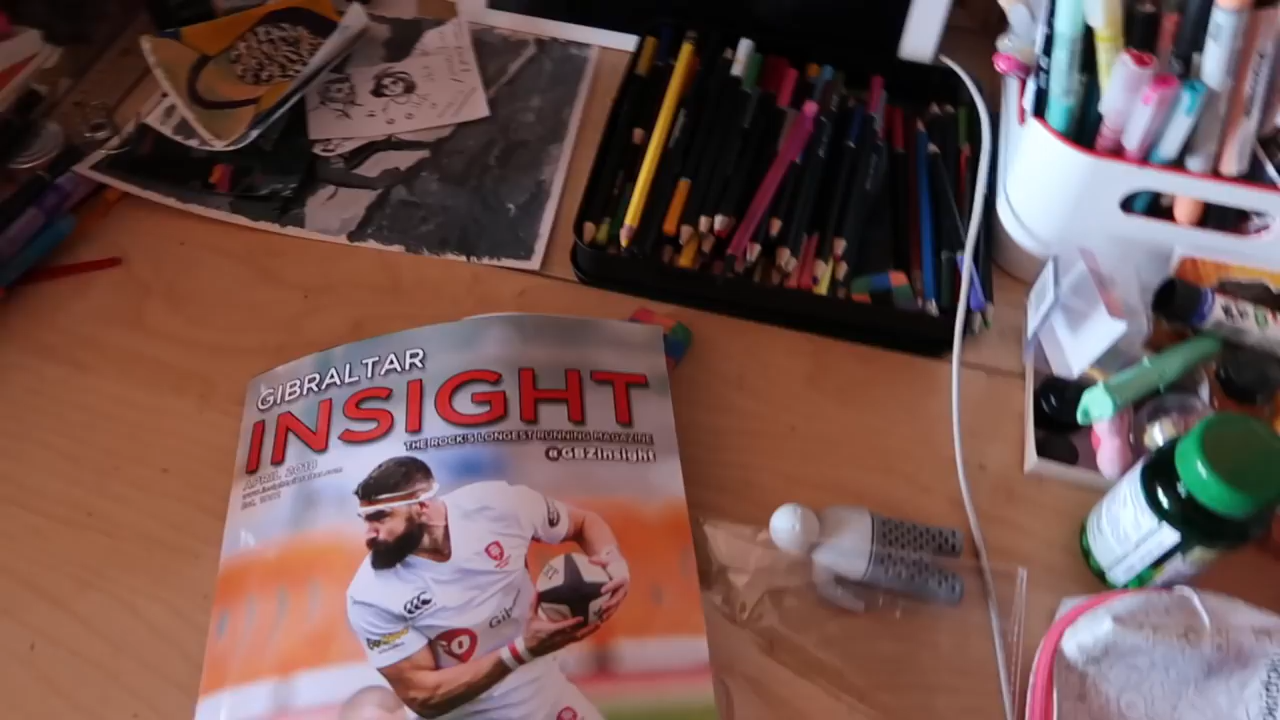 GIBRALTAR
INSIGHT
THE ROCK'S LONGEST RUNNING MAGAZINE
@GBZInsight
APRIL 2018